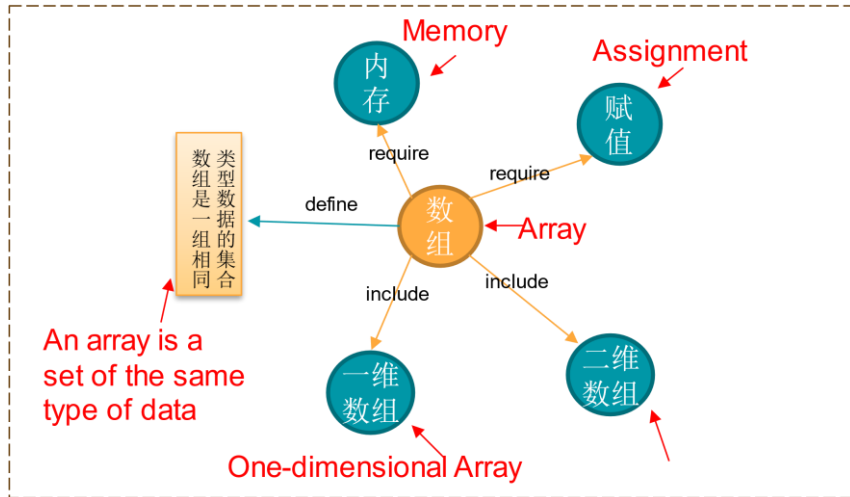 Memory
内
存
Assignment
赋
值
require
require
数组是一组相同
类型数据的集合
define
数
组
Array
include
include
An array is a
set of the same
type of data
一维
数组
二维
数组
One-dimensional Array